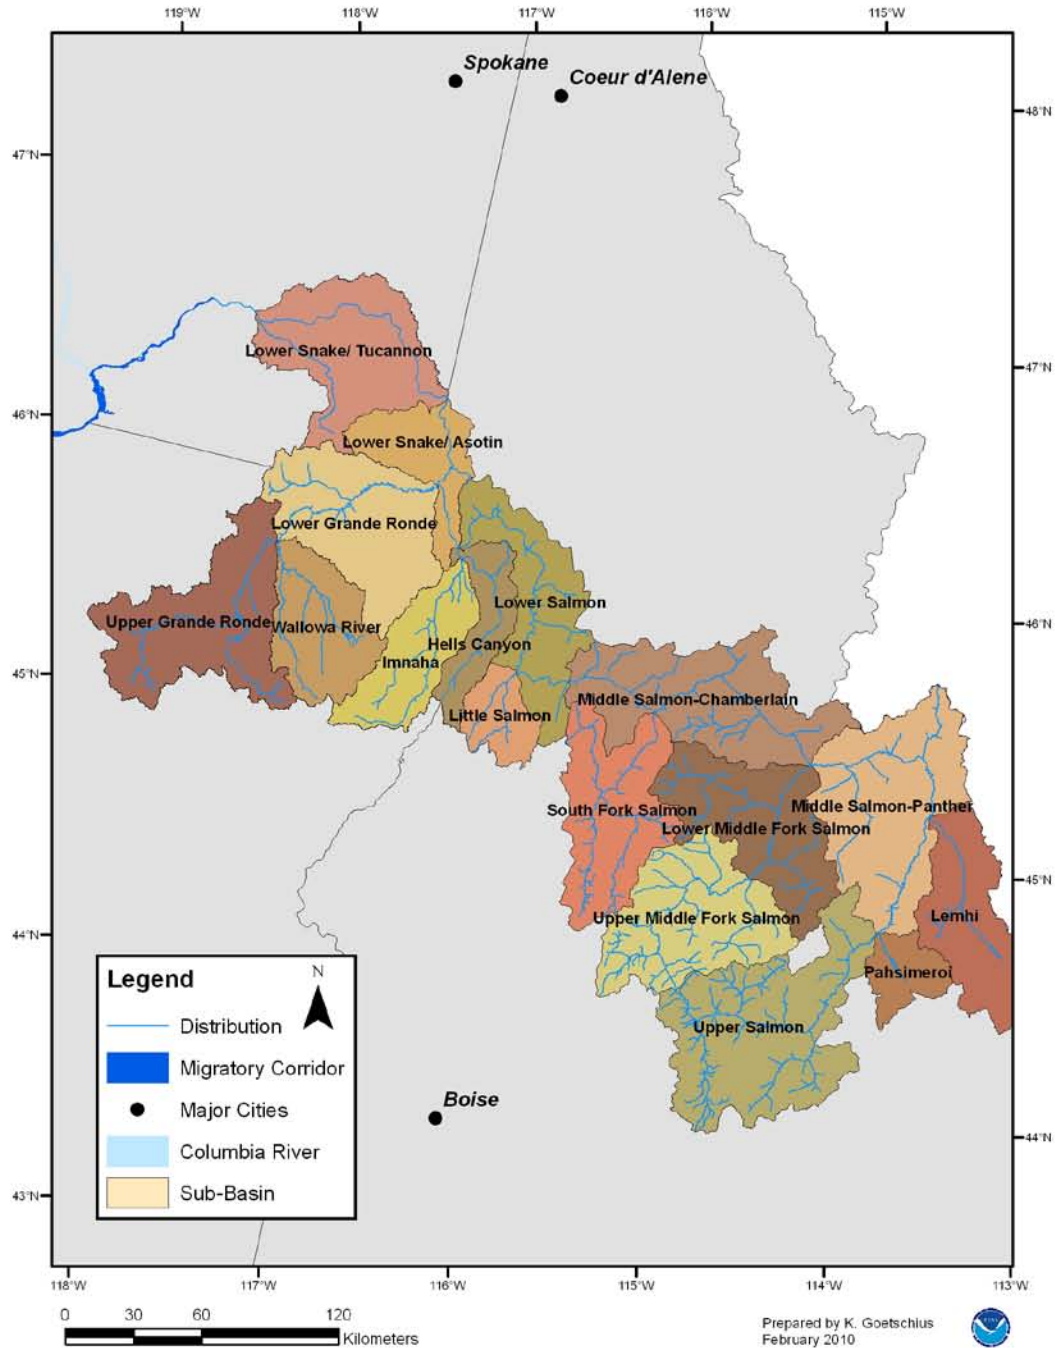 119°W 118°W 117°W 116°W 115°W
Spokane
Coeur d'Alene
48°N
47°N
Lower Snake/ Tucannon
47°N
46°N
Lower Snake/ Asotin
Lower Grande Ronde
Lower Salmon
Upper Grande Ronde
Wallowa River
46°N
Hells Canyon
Imnaha
45°N
Middle Salmon-Chamberlain
Little Salmon
Middle Salmon-Panther
South Fork Salmon
Lower Middle Fork Salmon
45°N
Upper Middle Fork Salmon
Lemhi
44°N
Pahsimeroi
Legend
N
Distribution
Upper Salmon
Migratory Corridor
Major Cities
Boise
44°N
Columbia River
Sub-Basin
43°N
118°W 117°W 116°W 115°W 114°W 113°W
0 30 60 120
Kilometers
Prepared by K. Goetschius
February 2010